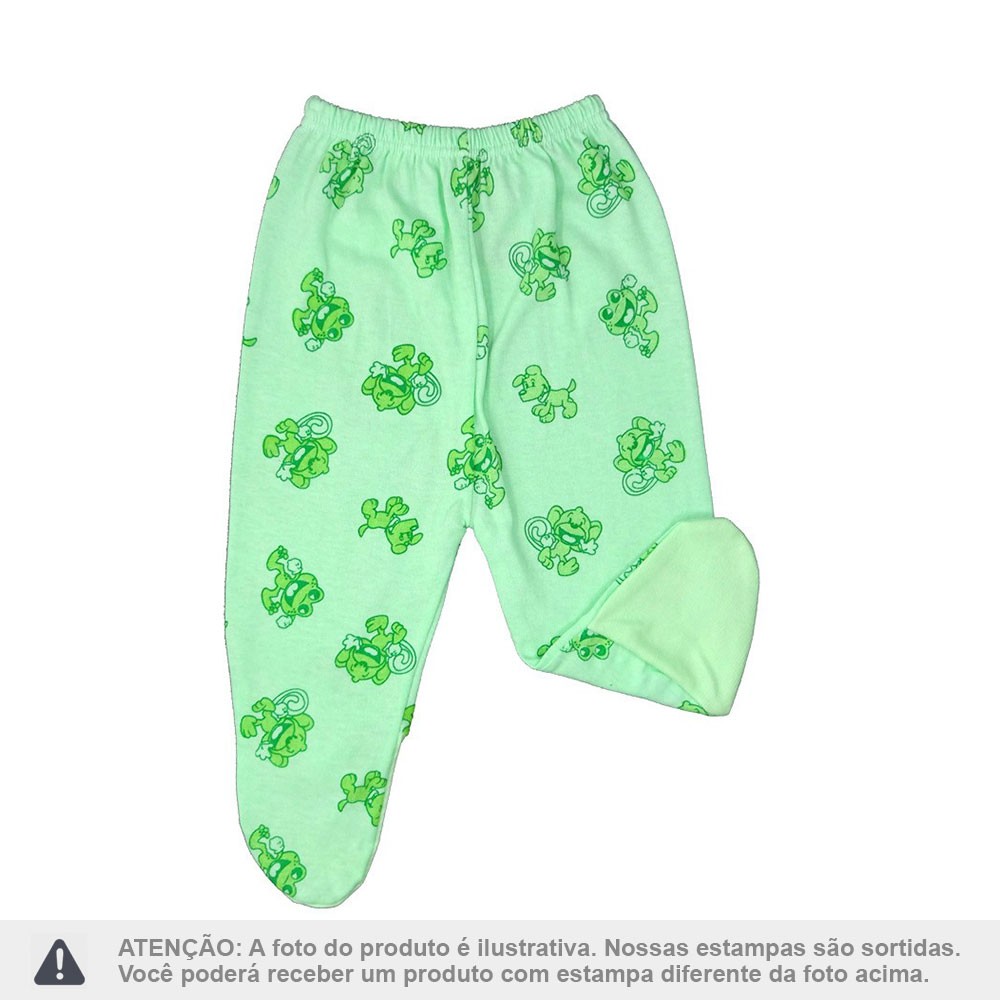 ATENÇÃO: A foto do produto é ilustrativa. Nossas estampas são sortidas.
Você poderá receber um produto com estampa diferente da foto acima.